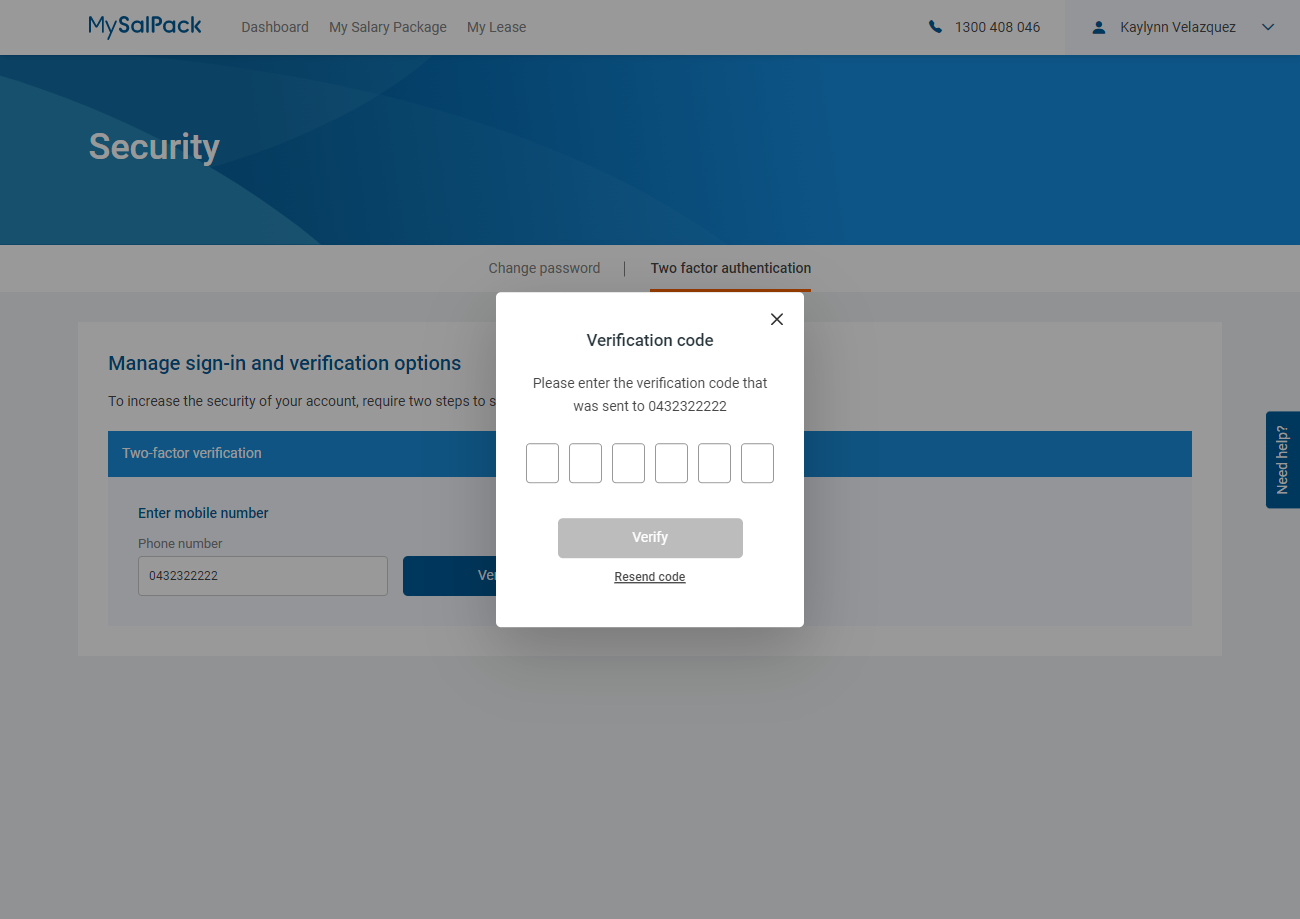 MySalPack
Dashboard My Salary Package My Lease
1300 408 046
Kaylynn Velazquez
Security
Change password | Two factor authentication
Manage sign-in and verification options
To increase the security of your account, require two steps to s
Two-factor verification
Enter mobile number
Phone number
0432322222
Verification code
Please enter the verification code that
was sent to 0432322222
Verify
Resend code
Need help?